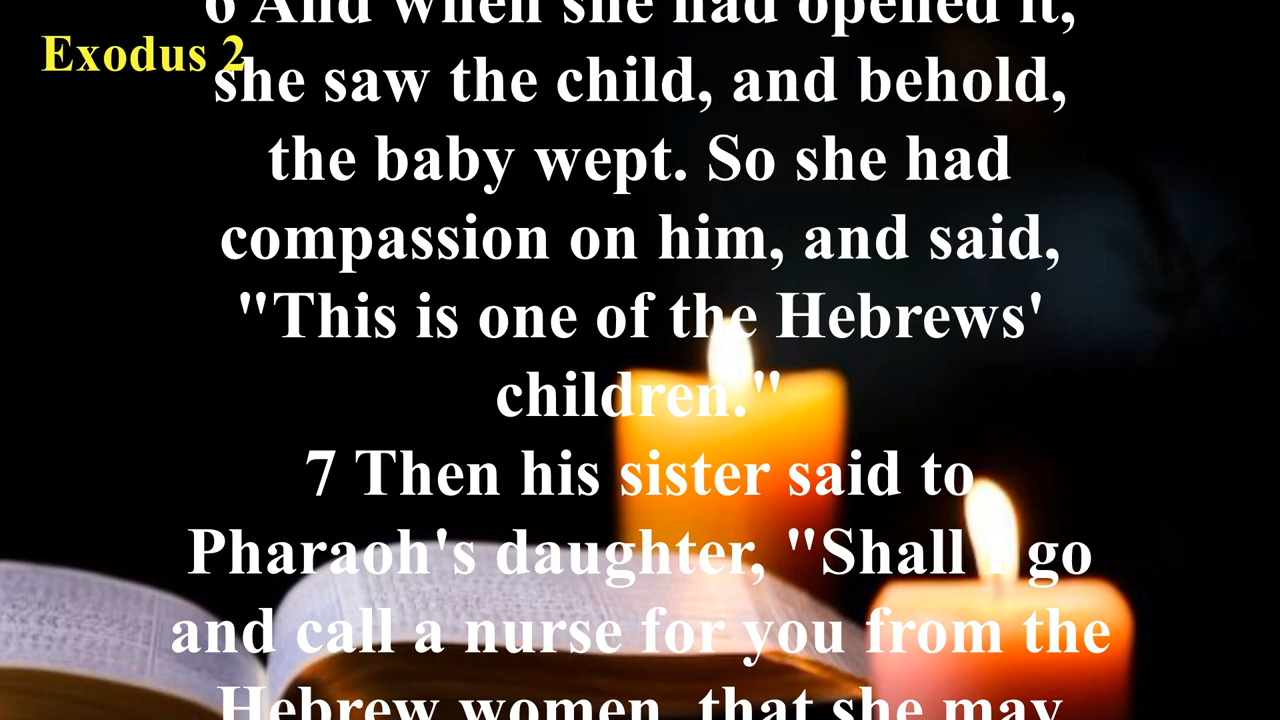 6 And when she had opened it,
Exodus 2
she saw the child, and behold,
the baby wept. So she had
compassion on him, and said,
"This is one of the Hebrews'
children."
7 Then his sister said to
Pharaoh's daughter, "Shall I go
and call a nurse for you from the
Hebrew women, that she may